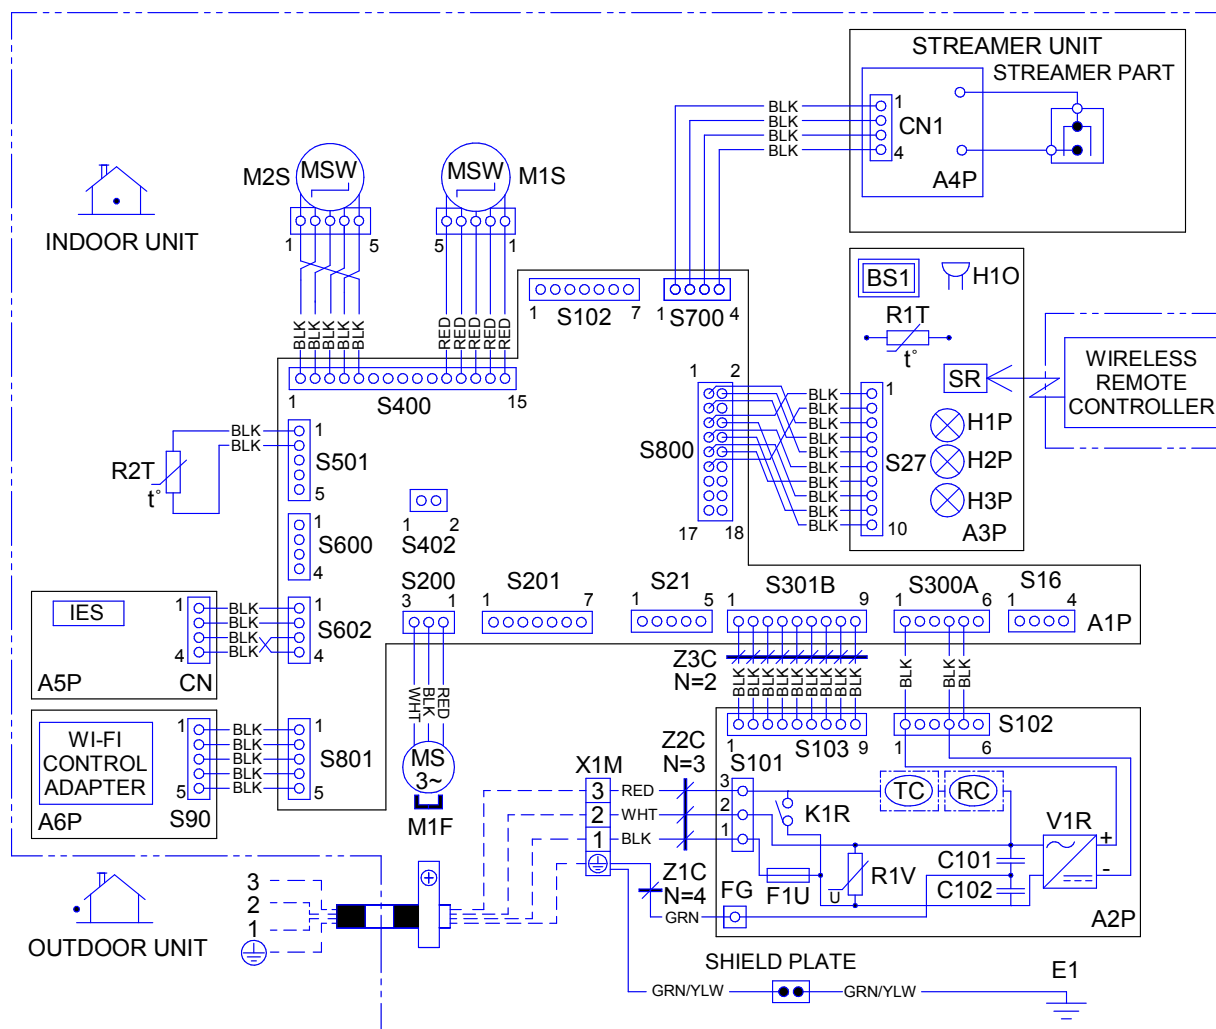 STREAMER UNIT
STREAMER PART
1
CN1
4
A4P
BLK
BLK
BLK
BLK
M2S
MSW
MSW
M1S
1
5
5
1
INDOOR UNIT
BLK
BLK
BLK
BLK
BLK
RED
RED
RED
RED
RED
1
S102
7
1
S700
4
BS1
H1O
R1T
t°
SR
H1P
H2P
H3P
A3P
WIRELESS
REMOTE
CONTROLLER
1
S400
15
1
2
S800
17
18
BLK
BLK
BLK
BLK
BLK
BLK
BLK
BLK
BLK
BLK
1
S27
10
R2T
t°
BLK
BLK
1
S501
5
1
2
S402
1
S600
4
S200
3
1
S201
1
7
S21
1
5
S301B
1
9
S300A
1
6
S16
1
4
A1P
IES
1
4
A5P
CN
BLK
BLK
BLK
BLK
1
S602
4
WI-FI
CONTROL
ADAPTER
A6P
1
5
S90
BLK
BLK
BLK
BLK
BLK
1
S801
5
WHT
BLK
RED
MS
3~
M1F
Z3C
N=2
BLK
BLK
BLK
BLK
BLK
BLK
BLK
BLK
BLK
BLK
BLK
BLK
1
S103
9
1
6
S102
X1M
3
2
1
RED
WHT
BLK
Z2C
N=3
S101
3
2
1
K1R
TC
RC
V1R
+
-
C101
C102
R1V
U
F1U
FG
A2P
Z1C
N=4
GRN
3
2
1
OUTDOOR UNIT
SHIELD PLATE
GRN/YLW
GRN/YLW
E1